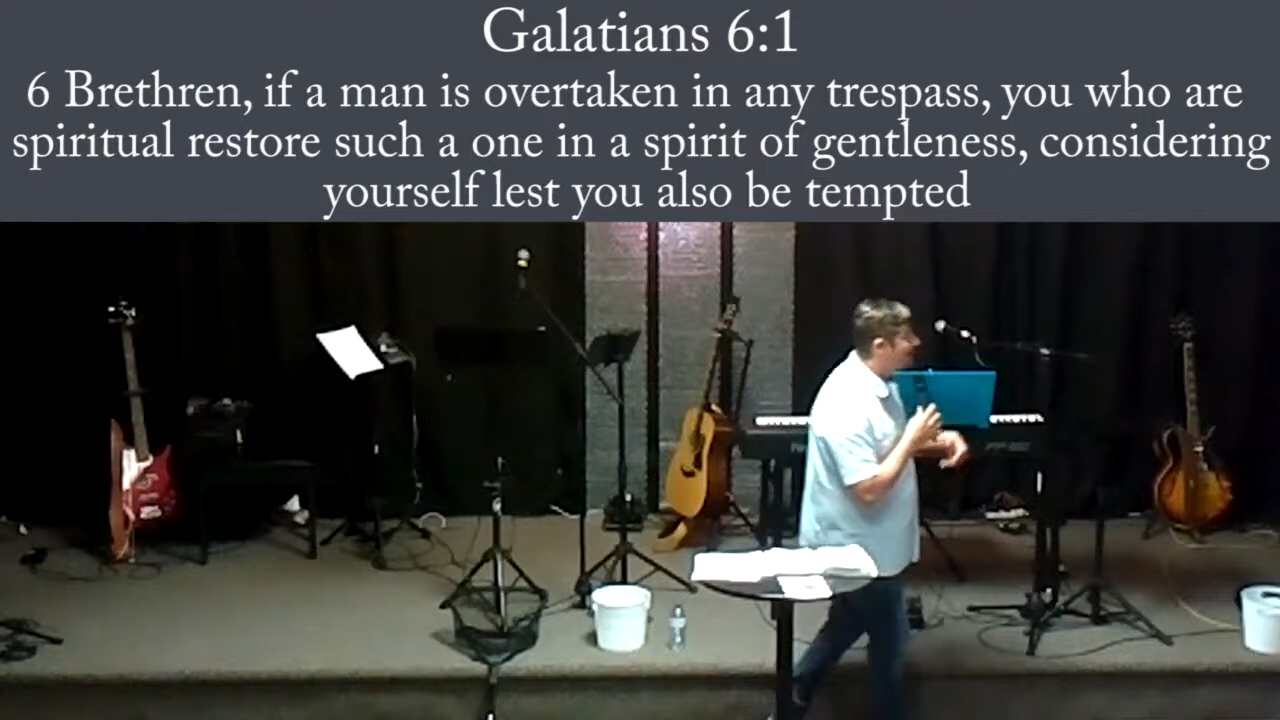 Galatians 6:1
6 Brethren, if a man is overtaken in any trespass, you who are
spiritual restore such a one in a spirit of gentleness, considering
yourself lest you also be tempted